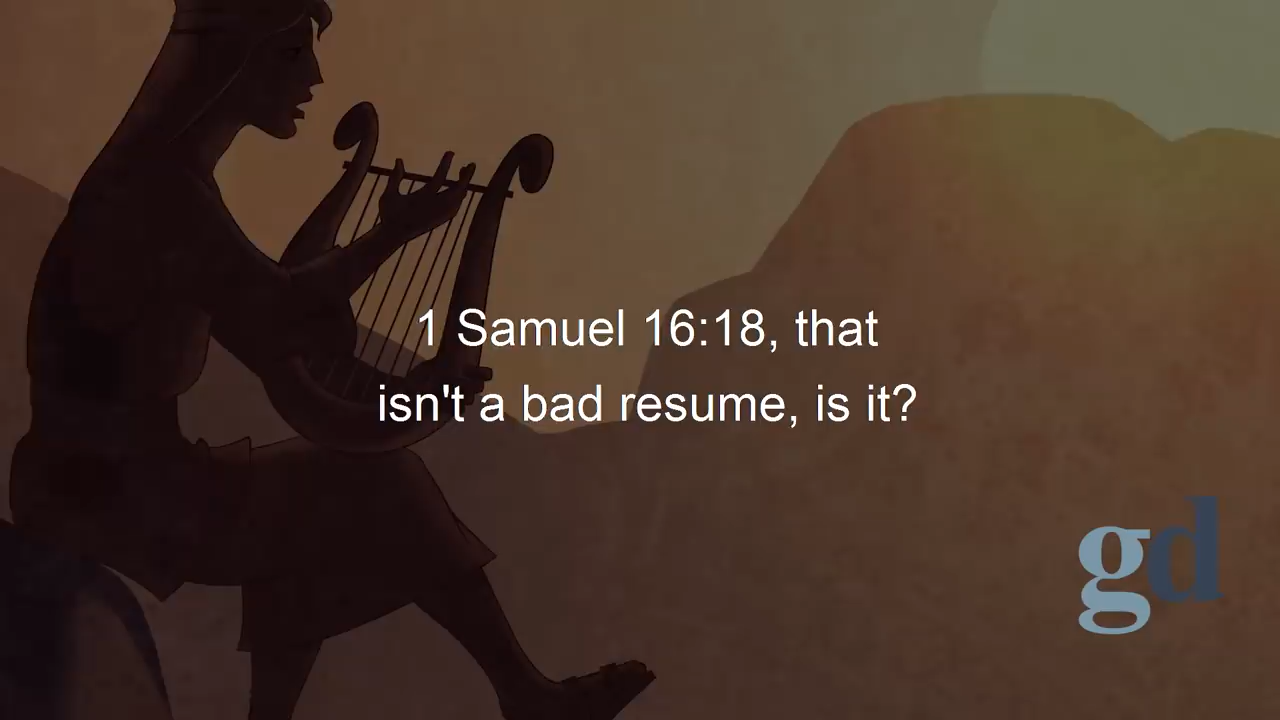 1 Samuel 16:18, that
isn't a bad resume, is it?
gd